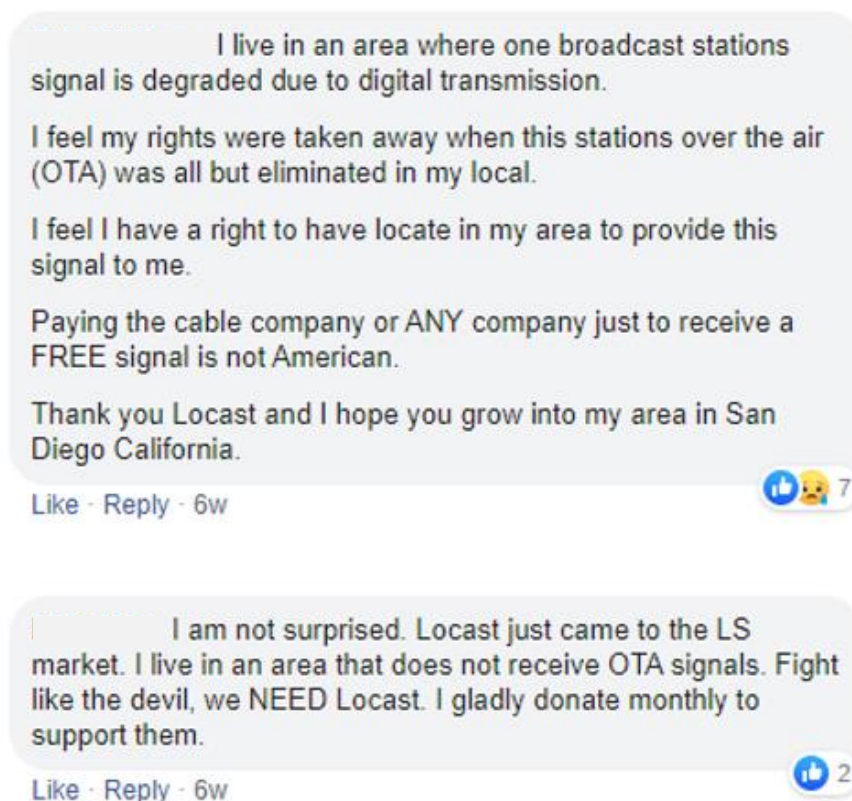 I live in an area where one broadcast stations
signal is degraded due to digital transmission.
I feel my rights were taken away when this stations over the air
(OTA) was all but eliminated in my local.
I feel I have a right to have locate in my area to provide this
signal to me.
Paying the cable company or ANY company just to receive a
FREE signal is not American.
Thank you Locast and I hope you grow into my area in San
Diego California.
Like · Reply · 6w
7
I am not surprised. Locast just came to the LS
market. I live in an area that does not receive OTA signals. Fight
like the devil, we NEED Locast. I gladly donate monthly to
support them.
2
Like · Reply · 6w